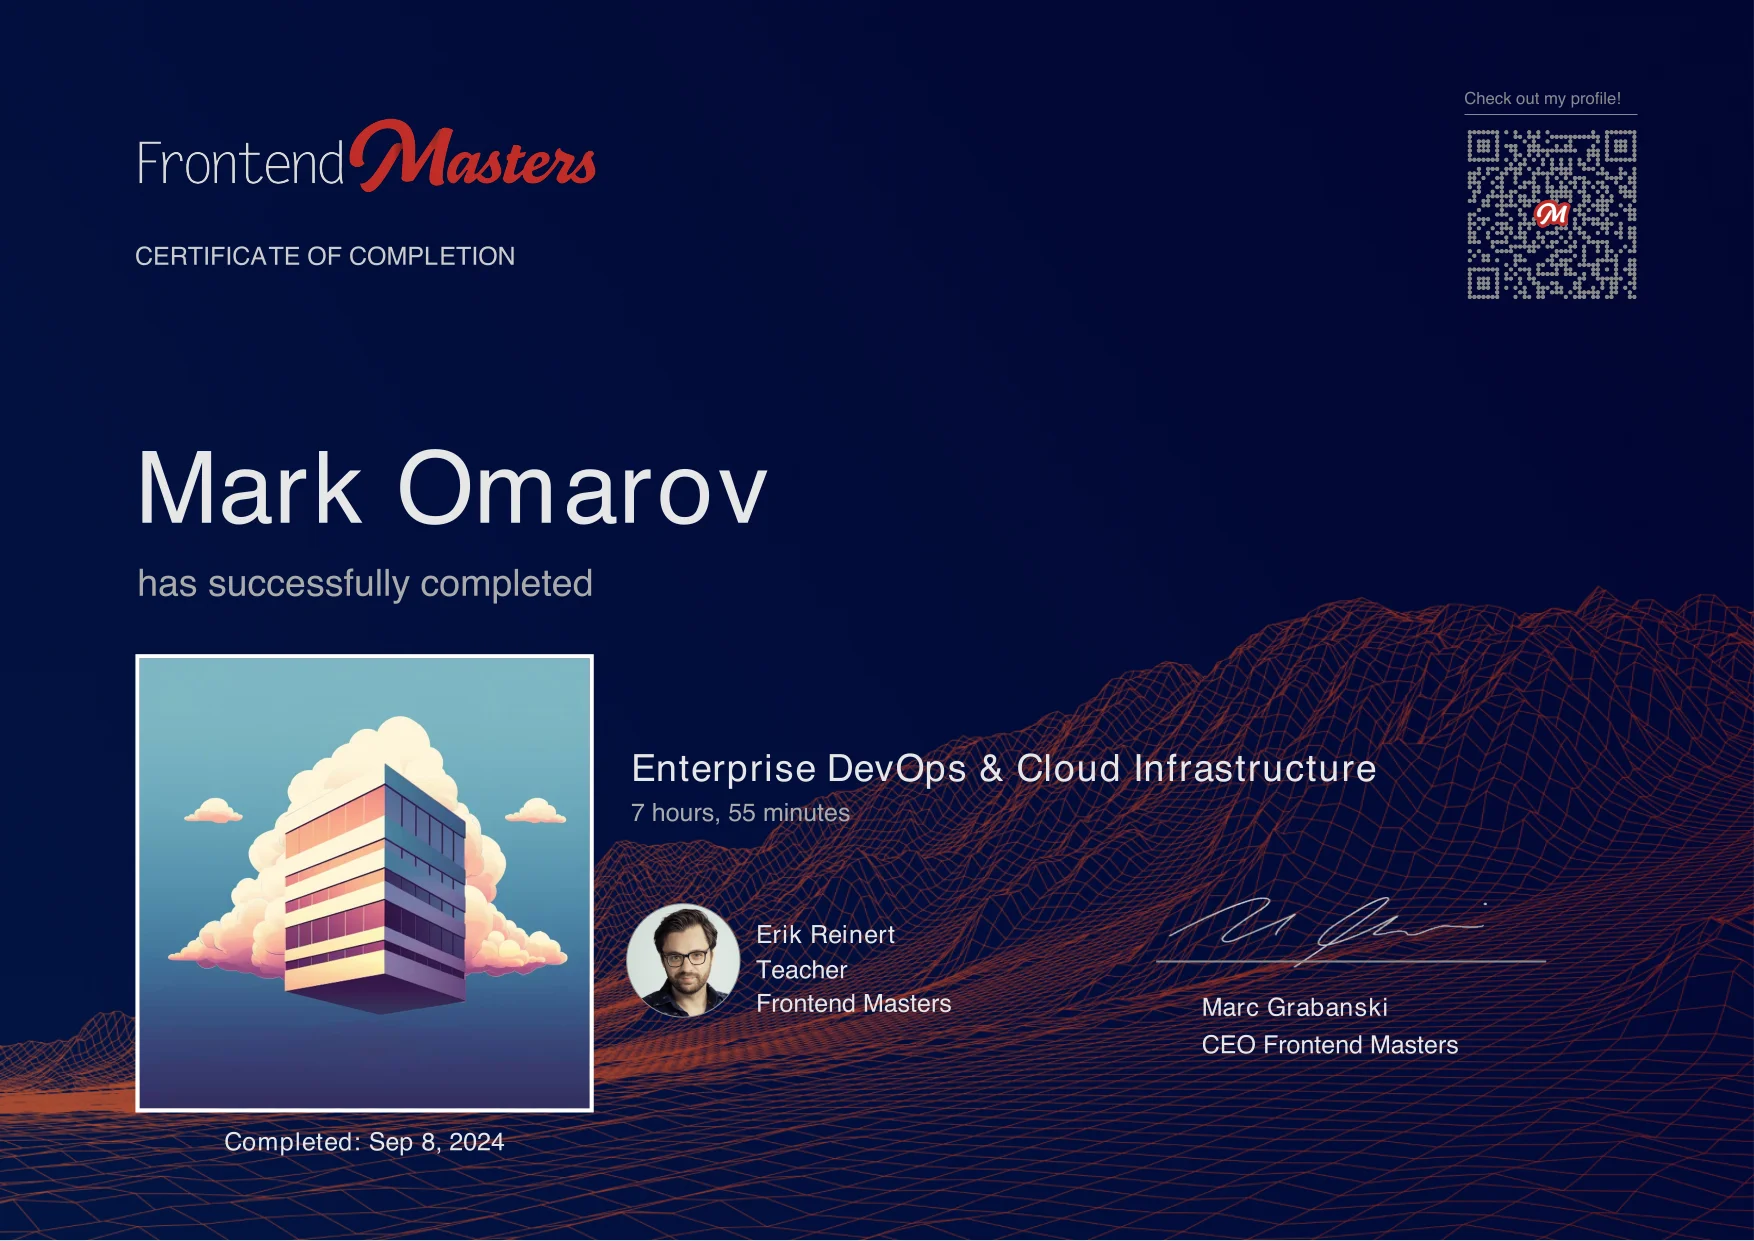 Check out my profile!
Frontend Masters
CERTIFICATE OF COMPLETION
Mark Omarov
has successfully completed
Enterprise DevOps & Cloud Infrastructure
7 hours, 55 minutes
Erik Reinert
Teacher
Frontend Masters
Marc Grabanski
CEO Frontend Masters
Completed: Sep 8, 2024